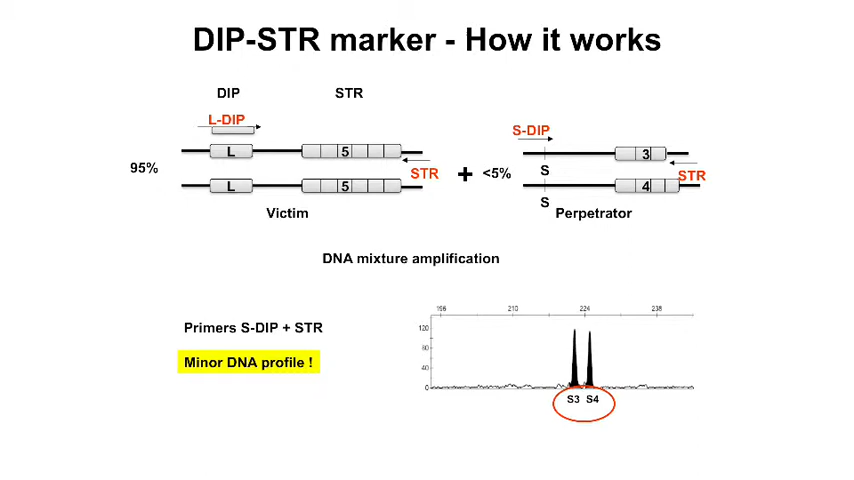 DIP-STR marker - How it works
DIP STR
L-DIP
L 5
95%
STR
L 5
Victim
+
S-DIP
3
<5%
S
STR
4
S
Perpetrator
DNA mixture amplification
Primers S-DIP + STR
Minor DNA profile !
196 210 224 238
120
80
40
0
S3 S4